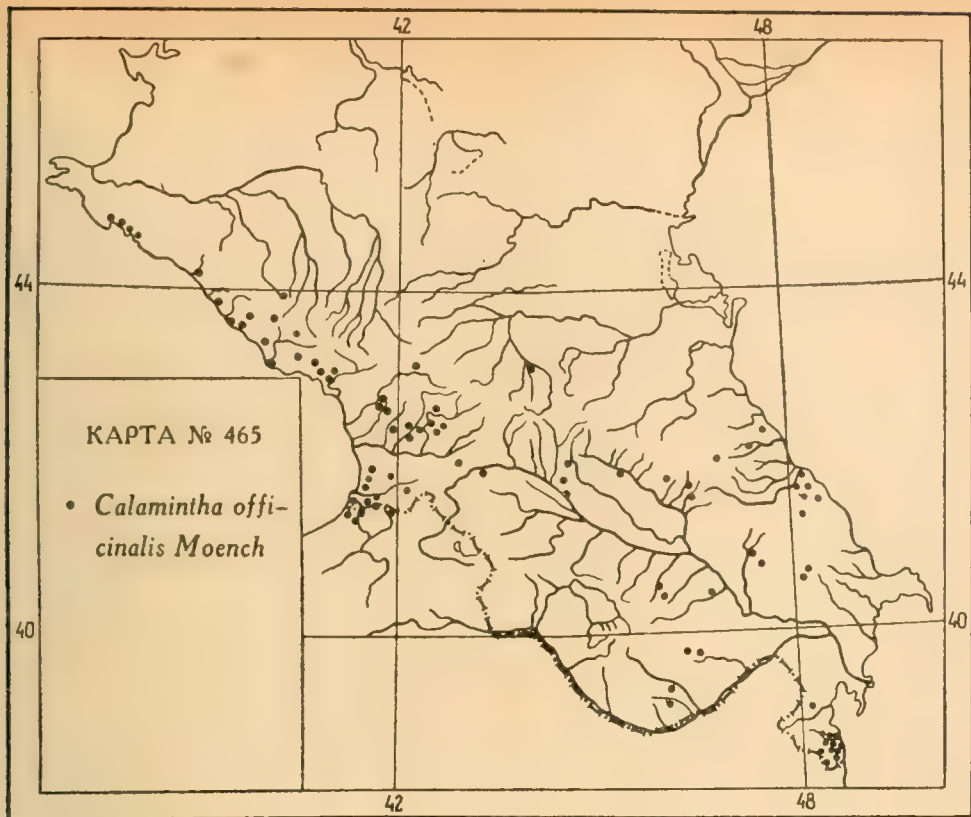 42 48
44 44
КАРТА № 465
Calamintha offi-
cinalis Moench
40 40
42 48